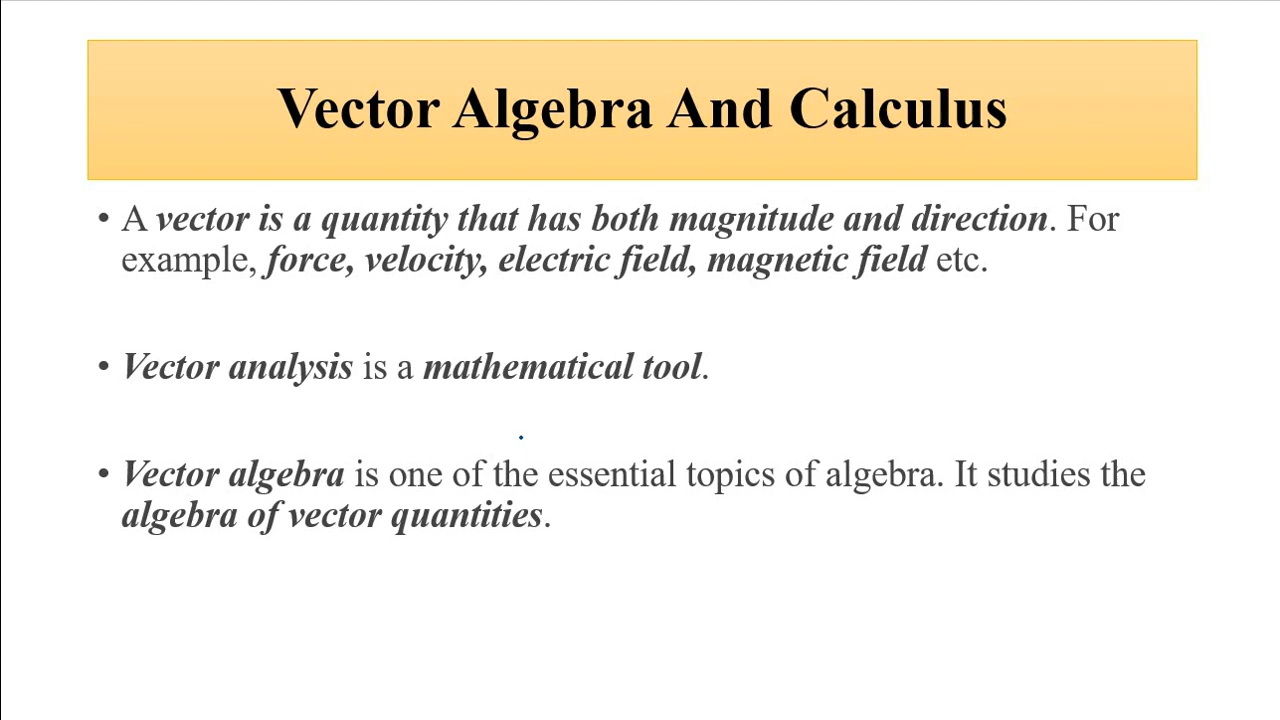 Vector Algebra And Calculus
• A vector is a quantity that has both magnitude and direction. For
example, force, velocity, electric field, magnetic field etc.
• Vector analysis is a mathematical tool.
• Vector algebra is one of the essential topics of algebra. It studies the
algebra of vector quantities.